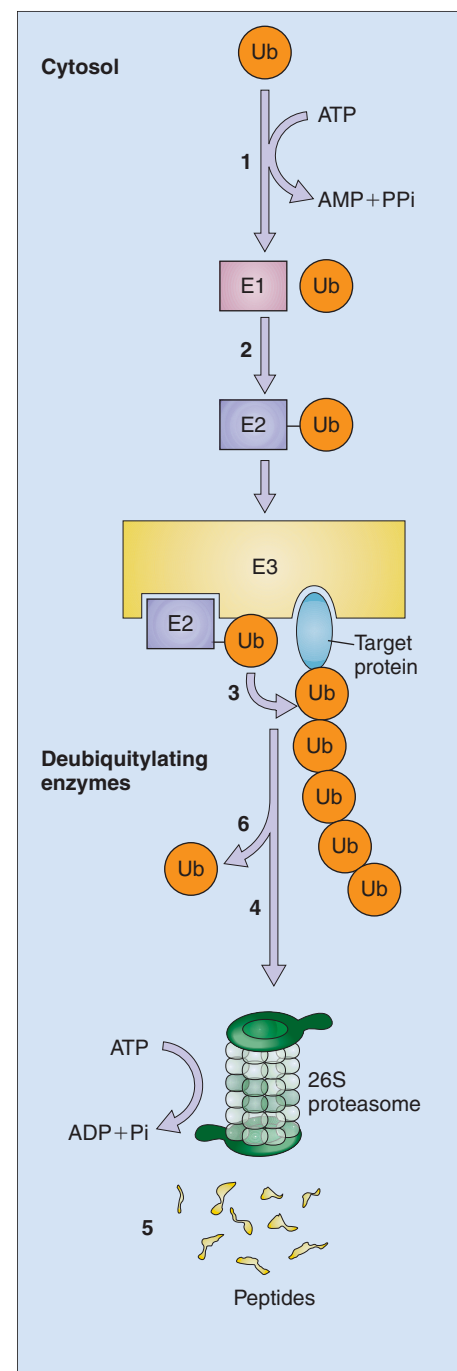 Ub
Cytosol
ATP
1
AMP+PPi
E1
Ub
2
E2
Ub
E3
E2
Ub
Target
protein
3
Ub
Ub
Deubiquitylating
enzymes
Ub
6
Ub
Ub
Ub
4
ATP
26S
proteasome
ADP+Pi
5
Peptides